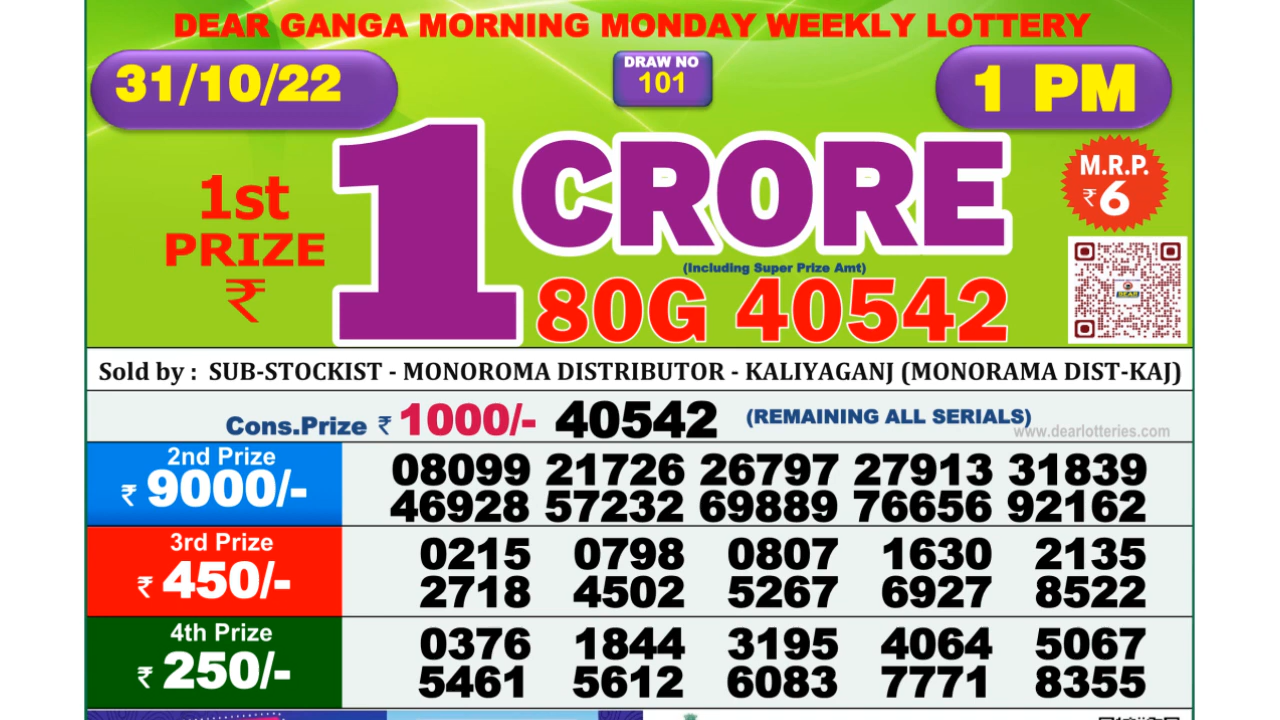 DEAR GANGA MORNING MONDAY WEEKLY LOTTERY
31/10/22
DRAW NO
101
1 PM
1st
PRIZE
₹
1 CRORE
(Including Super Prize Amt)
80G 40542
M.R.P.
₹6
DEAR
Sold by : SUB-STOCKIST - MONOROMA DISTRIBUTOR - KALIYAGANJ (MONORAMA DIST-KAJ)
Cons.Prize ₹ 1000/- 40542 (REMAINING ALL SERIALS)
www.dearlotteries.com
2nd Prize
₹ 9000/-
08099 21726 26797 27913 31839
46928 57232 69889 76656 92162
3rd Prize
₹ 450/-
0215 0798 0807 1630 2135
2718 4502 5267 6927 8522
4th Prize
₹ 250/-
0376 1844 3195 4064 5067
5461 5612 6083 7771 8355